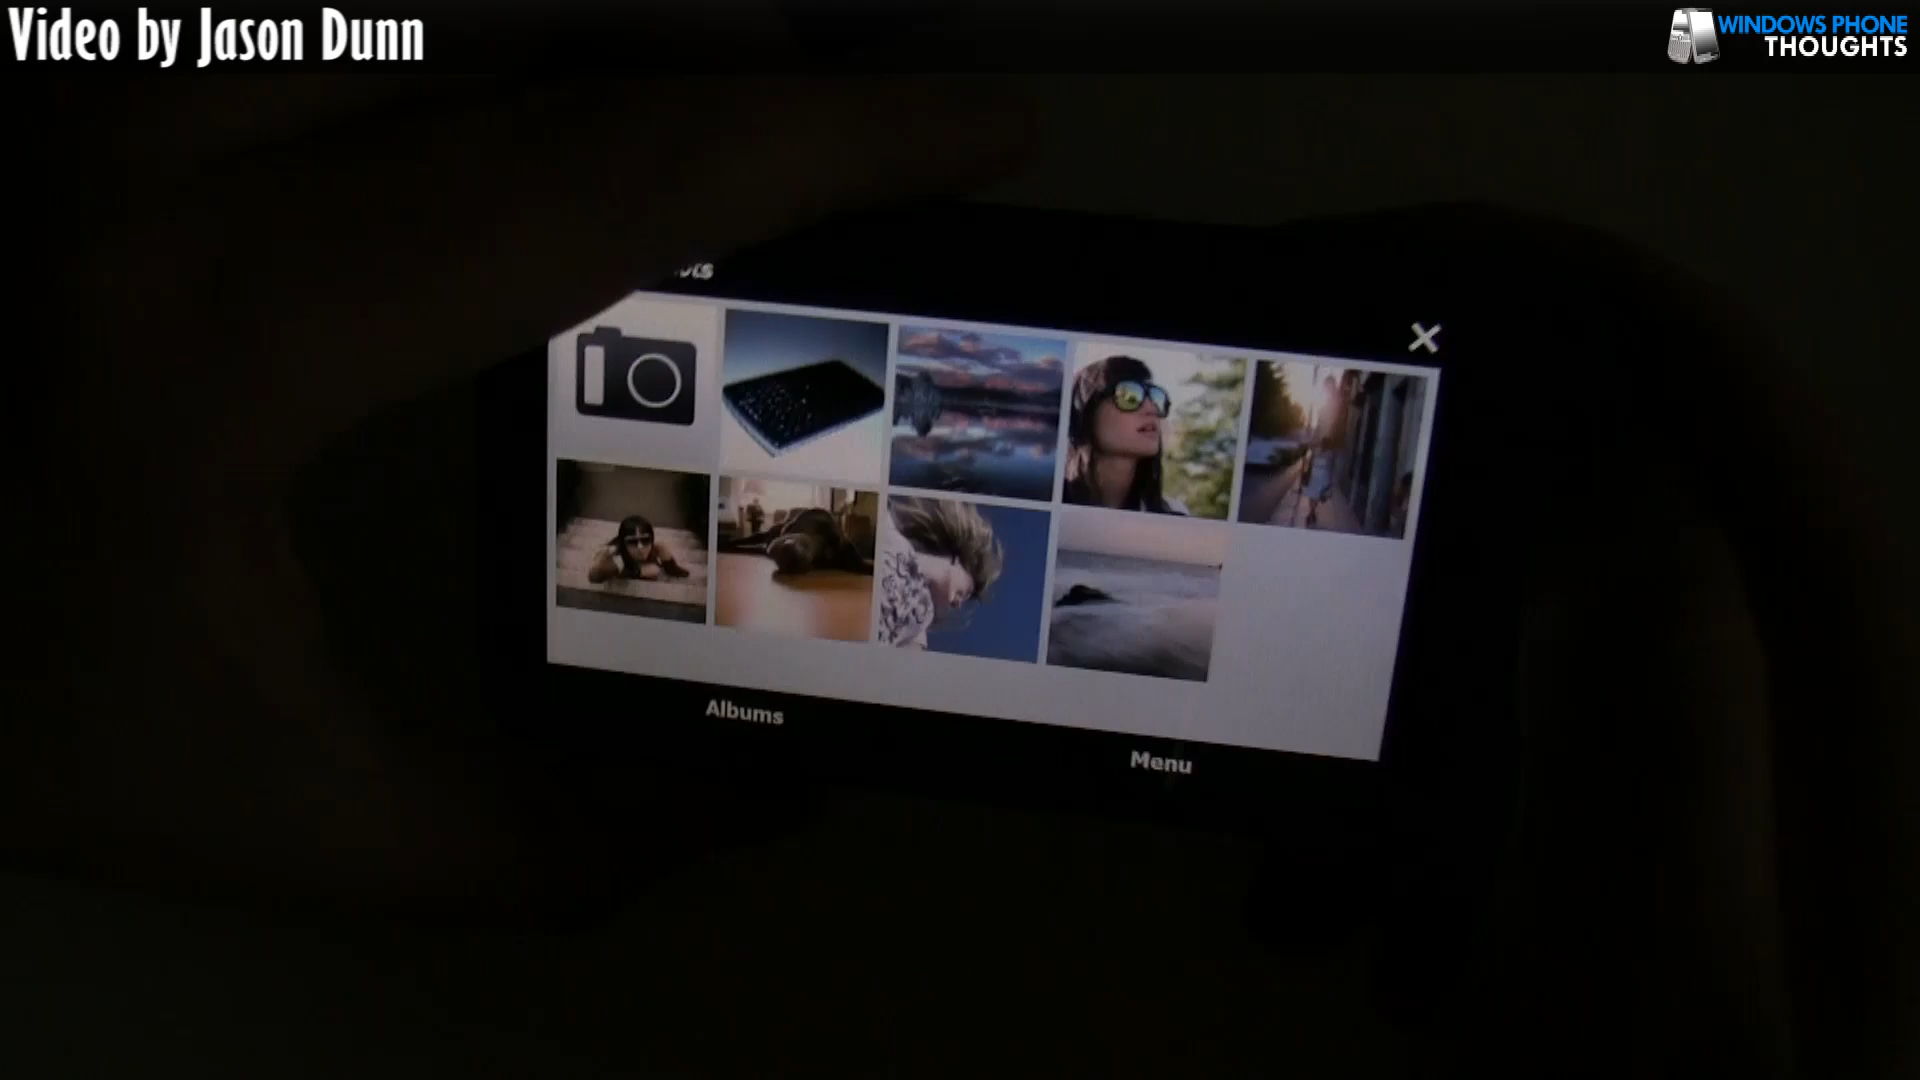 Video by Jason Dunn
WINDOWS PHONE
THOUGHTS
Albums
Menu